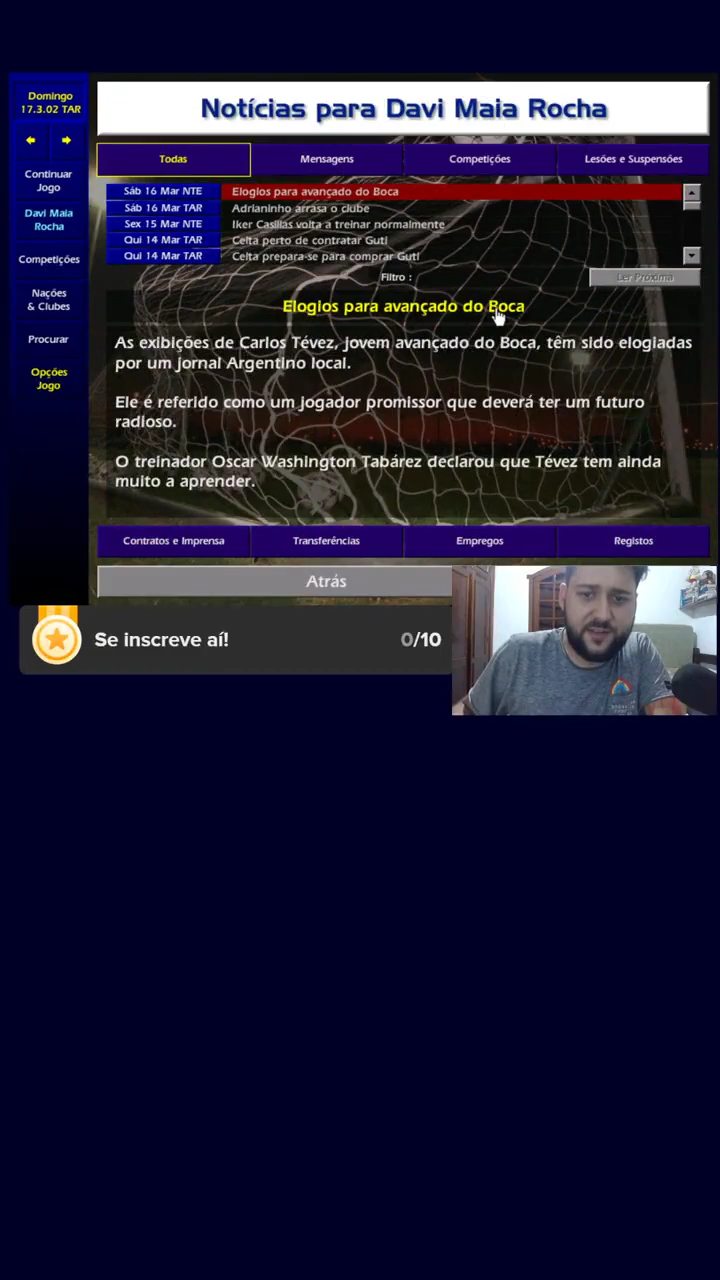 Domingo
17.3.02 TAR
Continuar
Jogo
Davi Maia
Rocha
Competições
Nações
& Clubes
Procurar
Opções
Jogo
Notícias para Davi Maia Rocha
Todas
Mensagens
Competições
Lesões e Suspensões
Sáb 16 Mar NTE Elogios para avançado do Boca
Sáb 16 Mar TAR Adrianinho arrasa o clube
Sex 15 Mar NTE Iker Casillas volta a treinar normalmente
Qui 14 Mar TAR Celta perto de contratar Guti
Qui 14 Mar TAR Celta prepara-se para comprar Guti
Filtro :
Ler Próxima
Elogios para avançado do Boca
As exibições de Carlos Tévez, jovem avançado do Boca, têm sido elogiadas
por um jornal Argentino local.
Ele é referido como um jogador promissor que deverá ter um futuro
radioso.
O treinador Oscar Washington Tabárez declarou que Tévez tem ainda
muito a aprender.
Contratos e Imprensa
Transferências
Empregos
Registos
Atrás
Se inscreve aí!
0/10